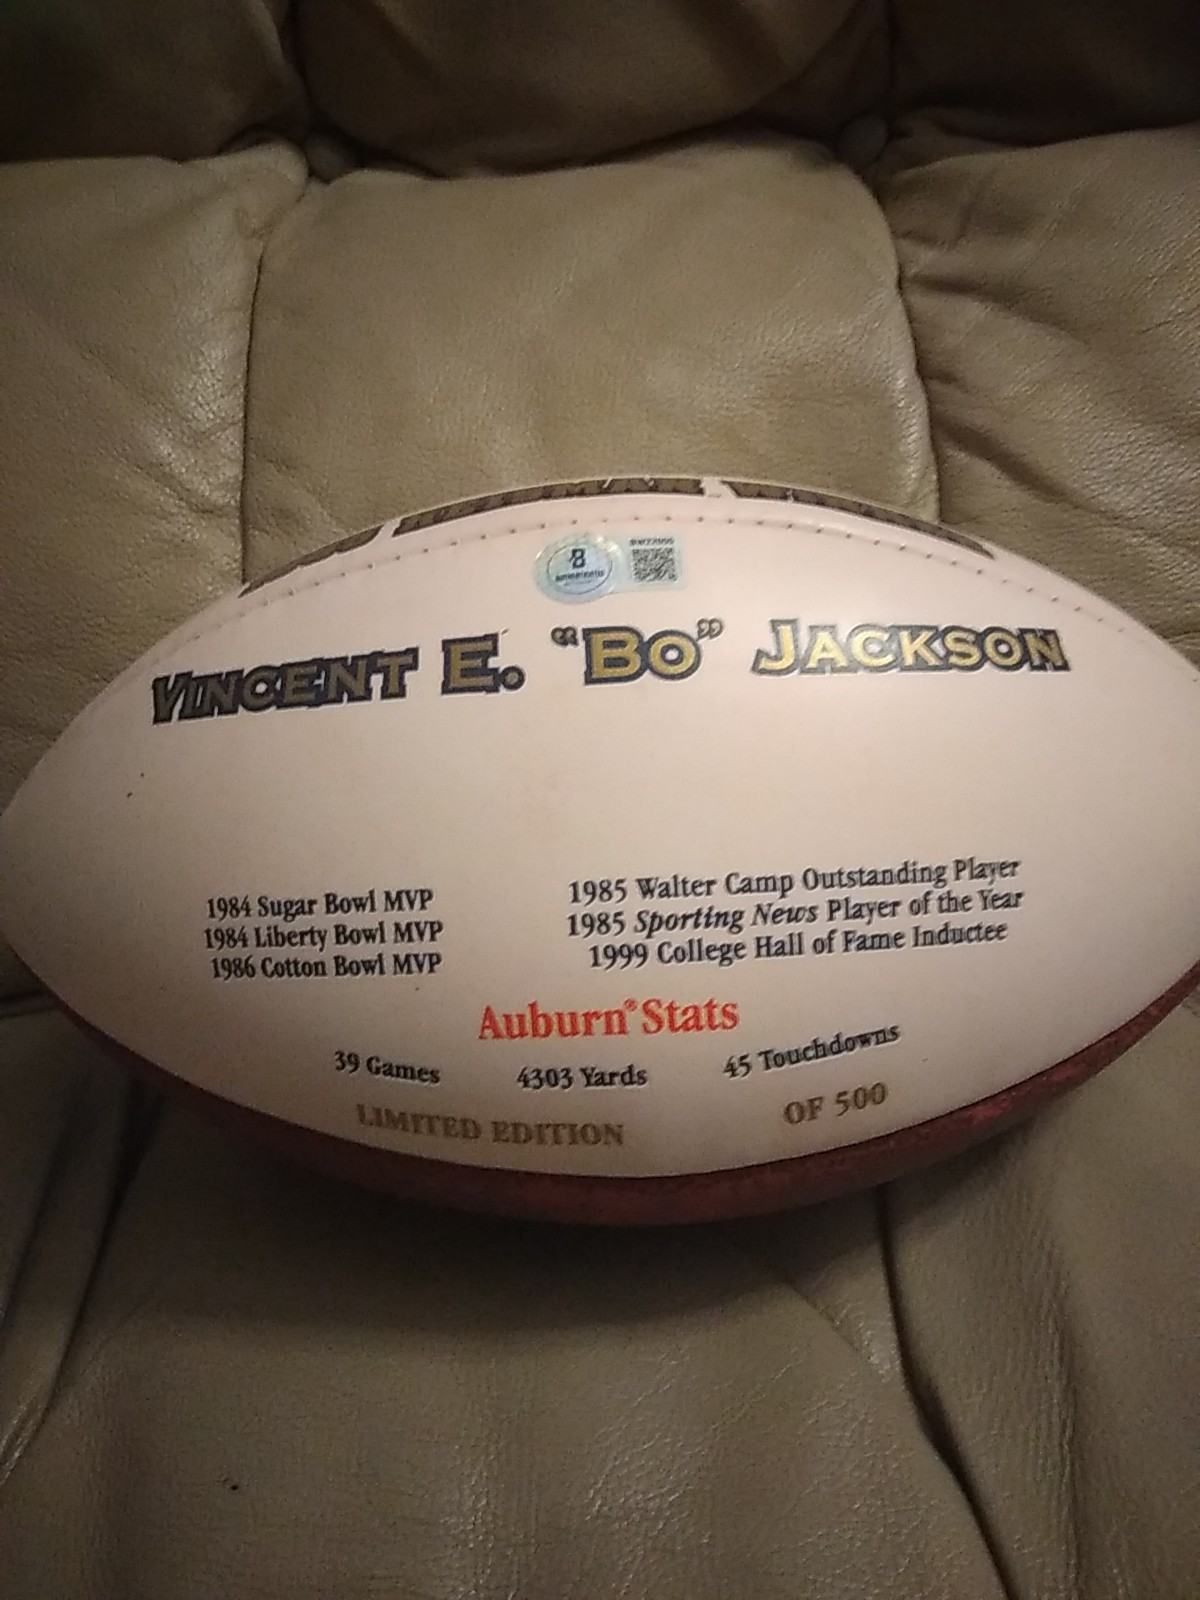 HEISMAN
B
VINCENT E. “BO” JACKSON
1984 Sugar Bowl MVP
1984 Liberty Bowl MVP
1986 Cotton Bowl MVP
1985 Walter Camp Outstanding Player
1985 Sporting News Player of the Year
1999 College Hall of Fame Inductee
Auburn® Stats
39 Games
4303 Yards
45 Touchdowns
LIMITED EDITION
OF 500